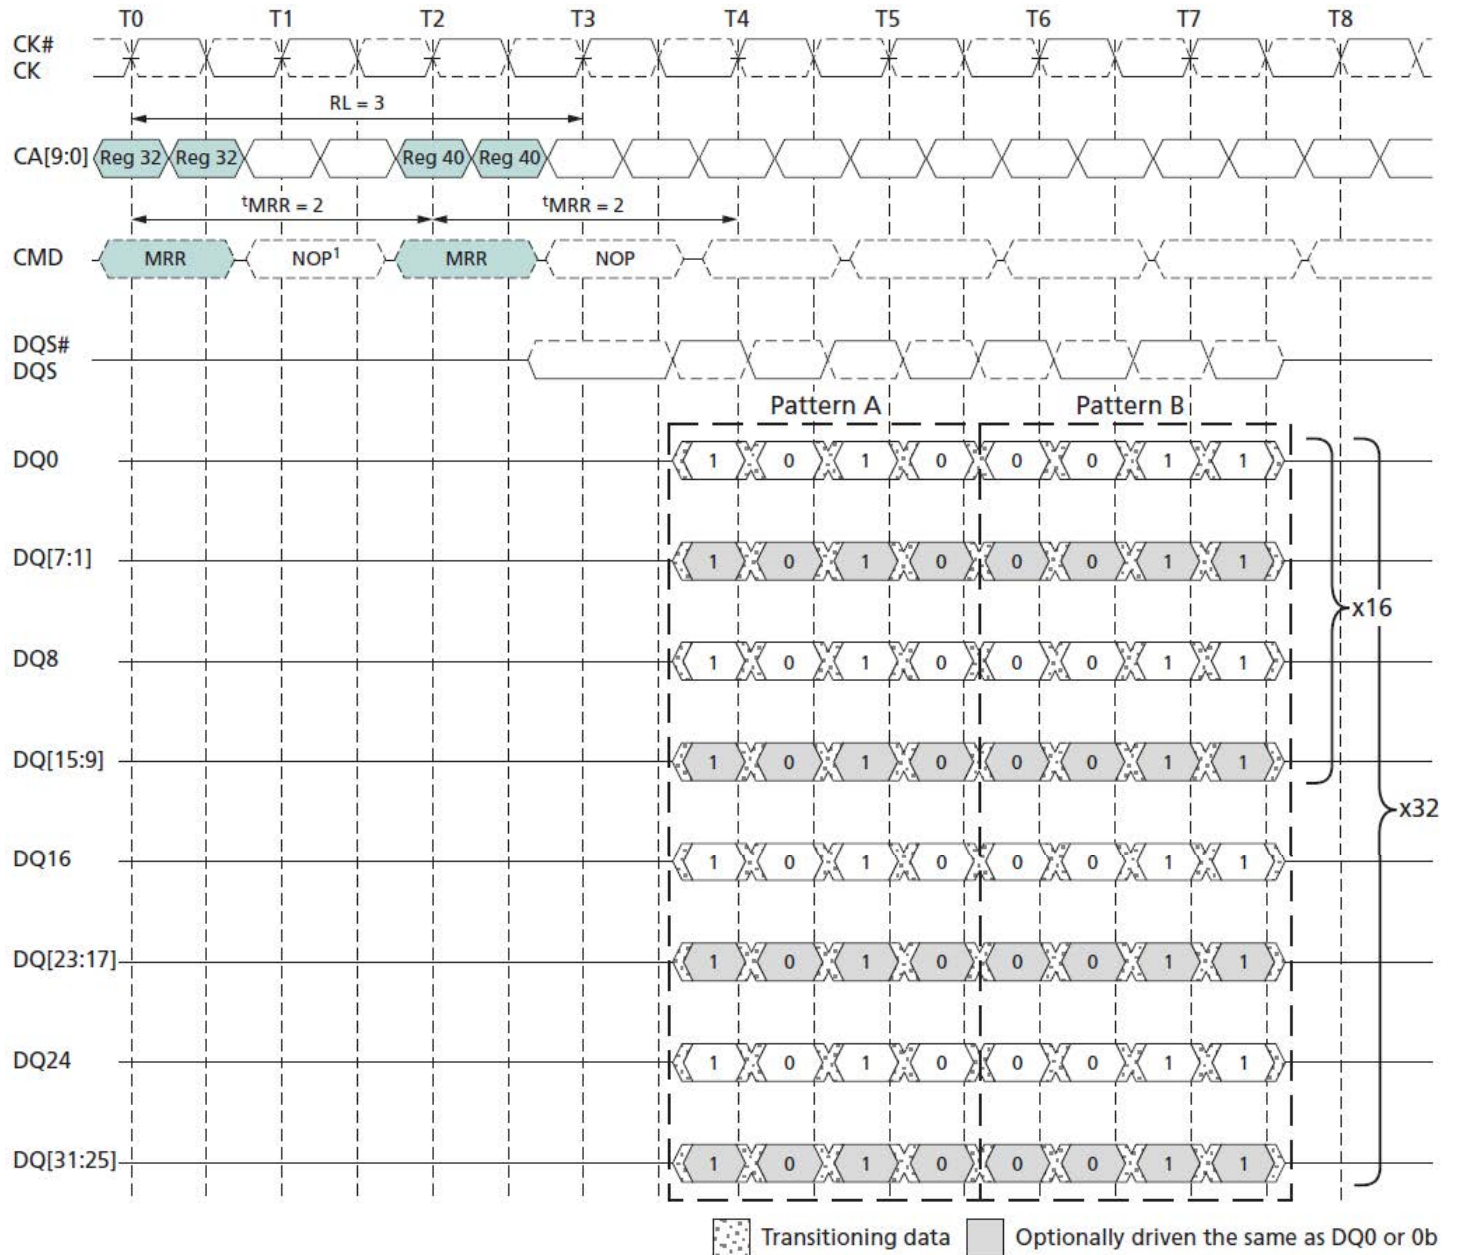 T0 T1 T2 T3 T4 T5 T6 T7 T8
CK#
CK
RL = 3
CA[9:0] Reg 32 Reg 32 Reg 40 Reg 40
tMRR = 2 tMRR = 2
CMD MRR NOP1 MRR NOP
DQS#
DQS
Pattern A Pattern B
DQ0 1 0 1 0 0 0 1 1
DQ[7:1] 1 0 1 0 0 0 1 1
x16
DQ8 1 0 1 0 0 0 1 1
DQ[15:9] 1 0 1 0 0 0 1 1
x32
DQ16 1 0 1 0 0 0 1 1
DQ[23:17] 1 0 1 0 0 0 1 1
DQ24 1 0 1 0 0 0 1 1
DQ[31:25] 1 0 1 0 0 0 1 1
Transitioning data Optionally driven the same as DQ0 or 0b